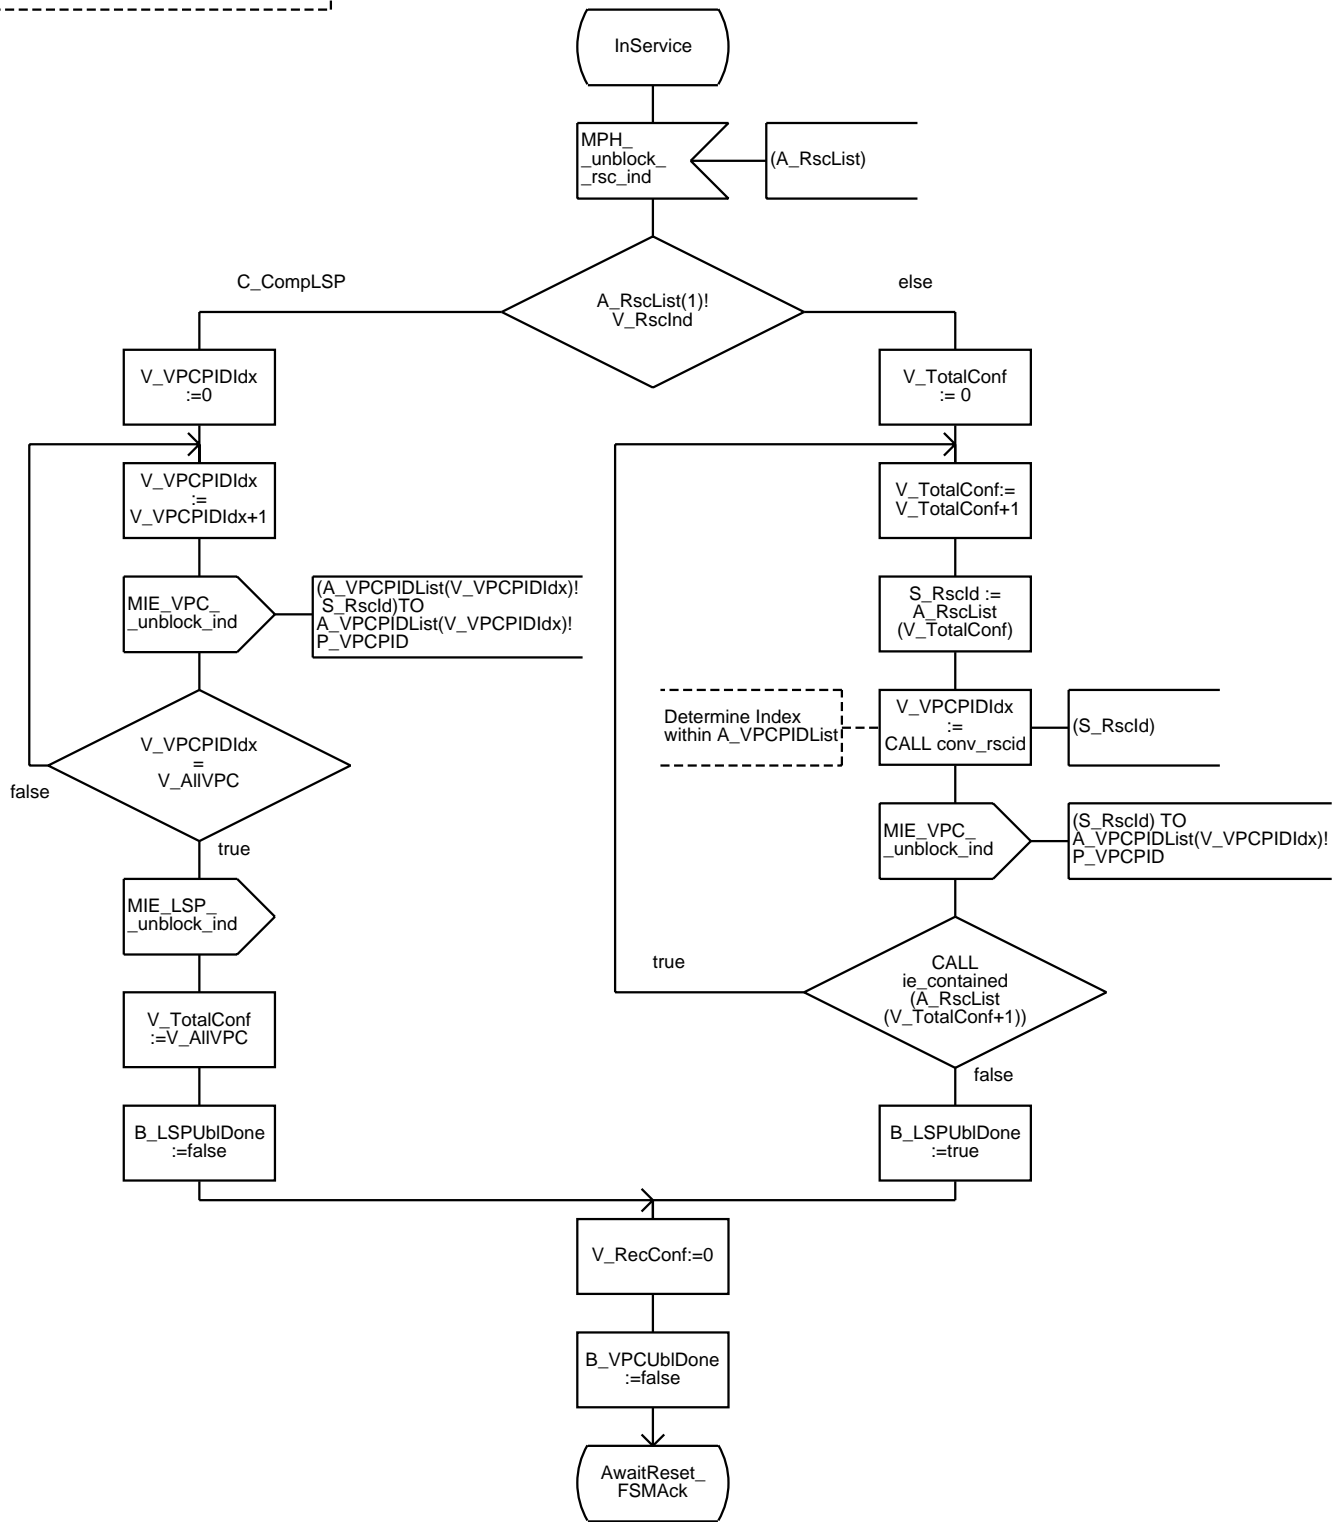 InService
MPH_
_unblock_
_rsc_ind
(A_RscList)
C_CompLSP
A_RscList(1)!
V_RscInd
else
V_VPCPIDIdx
:=0
V_TotalConf
:= 0
V_VPCPIDIdx
:=
V_VPCPIDIdx+1
V_TotalConf:=
V_TotalConf+1
MIE_VPC_
_unblock_ind
(A_VPCPIDList(V_VPCPIDIdx)!
S_RscId)TO
A_VPCPIDList(V_VPCPIDIdx)!
P_VPCPID
S_RscId :=
A_RscList
(V_TotalConf)
V_VPCPIDIdx
=
V_AllVPC
false
true
Determine Index
within A_VPCPIDList
V_VPCPIDIdx
:=
CALL conv_rscid
(S_RscId)
MIE_VPC_
_unblock_ind
(S_RscId) TO
A_VPCPIDList(V_VPCPIDIdx)!
P_VPCPID
MIE_LSP_
_unblock_ind
true
CALL
ie_contained
(A_RscList
(V_TotalConf+1))
false
V_TotalConf
:=V_AllVPC
B_LSPUblDone
:=false
B_LSPUblDone
:=true
V_RecConf:=0
B_VPCUblDone
:=false
AwaitReset_
FSMAck